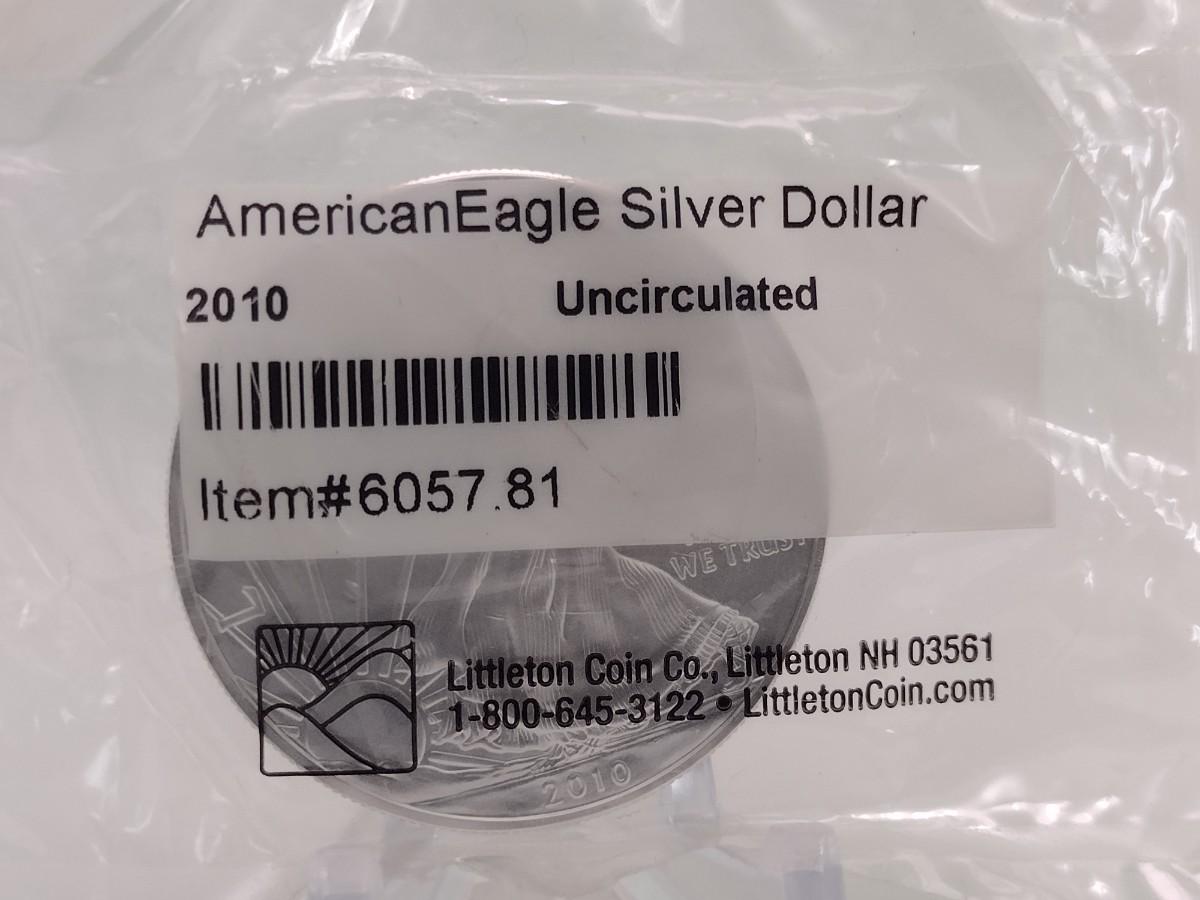 AmericanEagle Silver Dollar
2010 Uncirculated
Item#6057.81
WE TRUST
Littleton Coin Co., Littleton NH 03561
1-800-645-3122 • LittletonCoin.com
2010